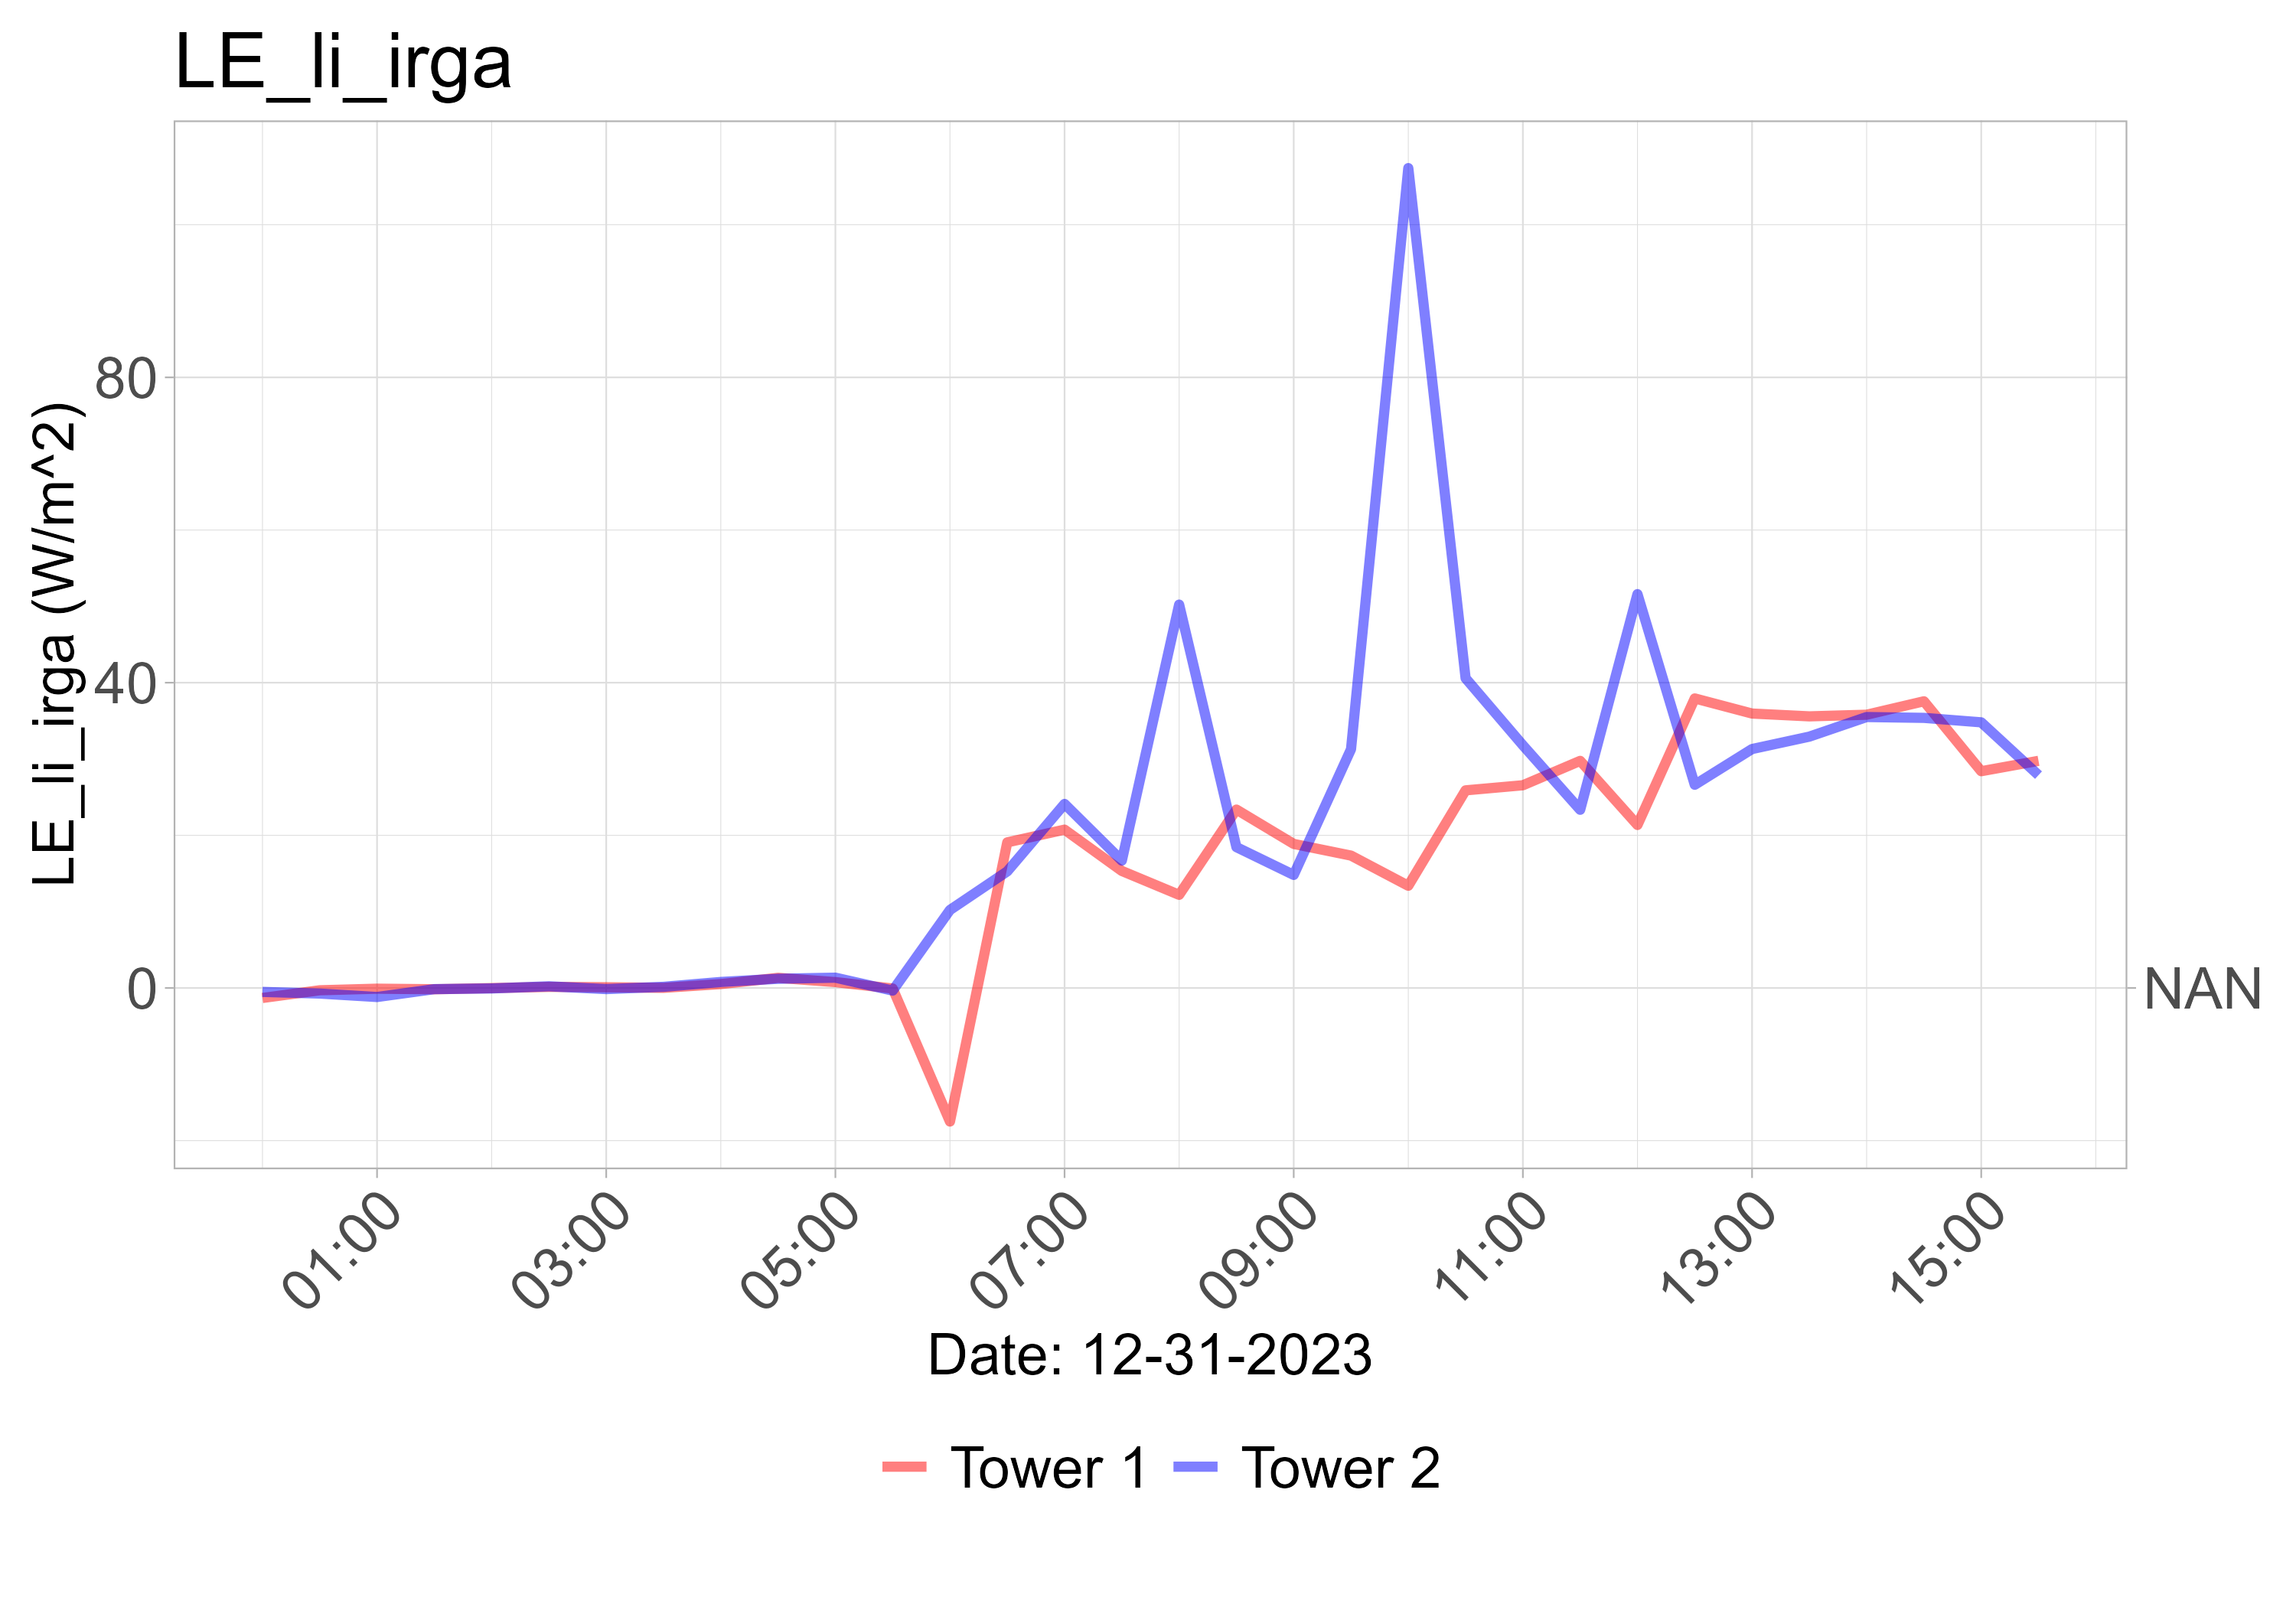 LE_li_irga
LE_li_irga (W/m^2)
80
40
0
NAN
01:00 03:00 05:00 07:00 09:00 11:00 13:00 15:00
Date: 12-31-2023
Tower 1 Tower 2